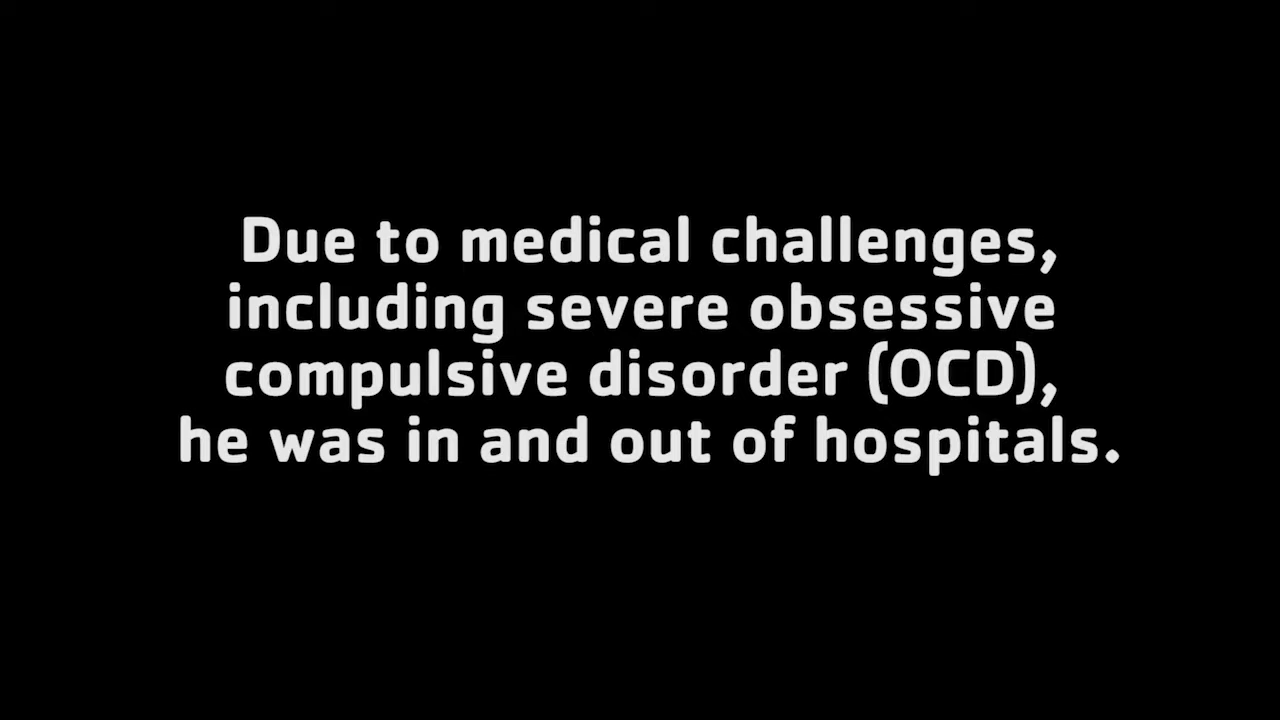 Due to medical challenges,
including severe obsessive
compulsive disorder (OCD),
he was in and out of hospitals.